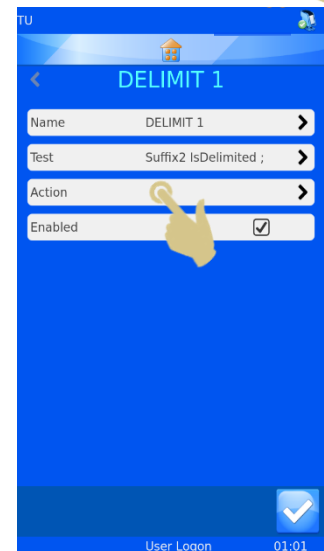 TU
DELIMIT 1
Name DELIMIT 1
Test Suffix2 IsDelimited ;
Action
Enabled
User Logon 01:01